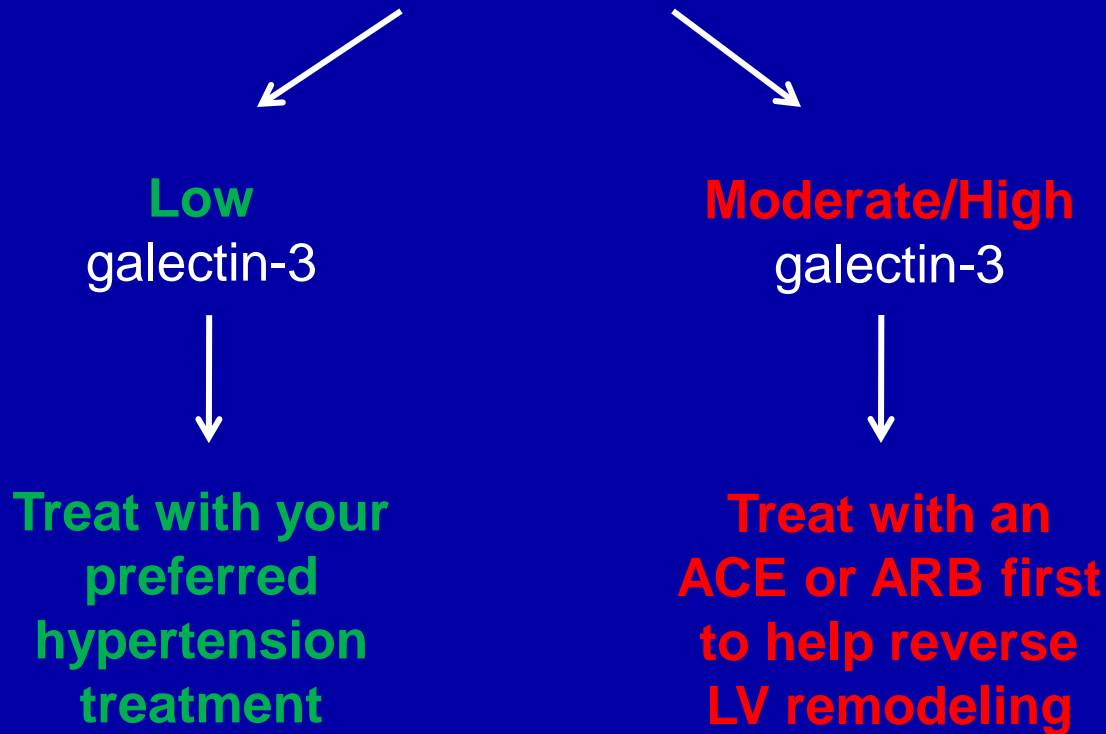 Low
galectin-3
Treat with your
preferred
hypertension
treatment
Moderate/High
galectin-3
Treat with an
ACE or ARB first
to help reverse
LV remodeling